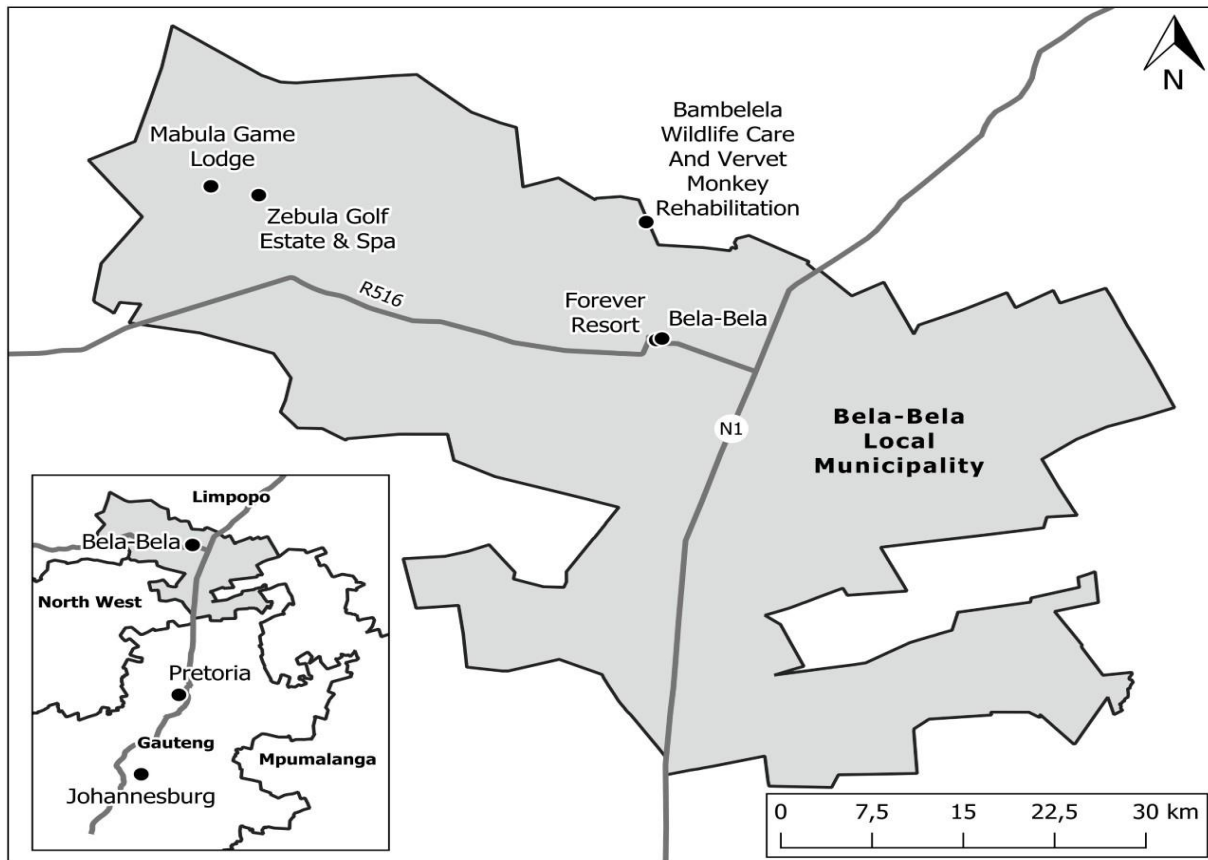 N
Mabula Game
Lodge
Zebula Golf
Estate & Spa
Bambelela
Wildlife Care
And Vervet
Monkey
Rehabilitation
R516
Forever
Resort
Bela-Bela
N1
Bela-Bela
Local
Municipality
Limpopo
Bela-Bela
North West
Pretoria
Gauteng
Mpumalanga
Johannesburg
0 7,5 15 22,5 30 km